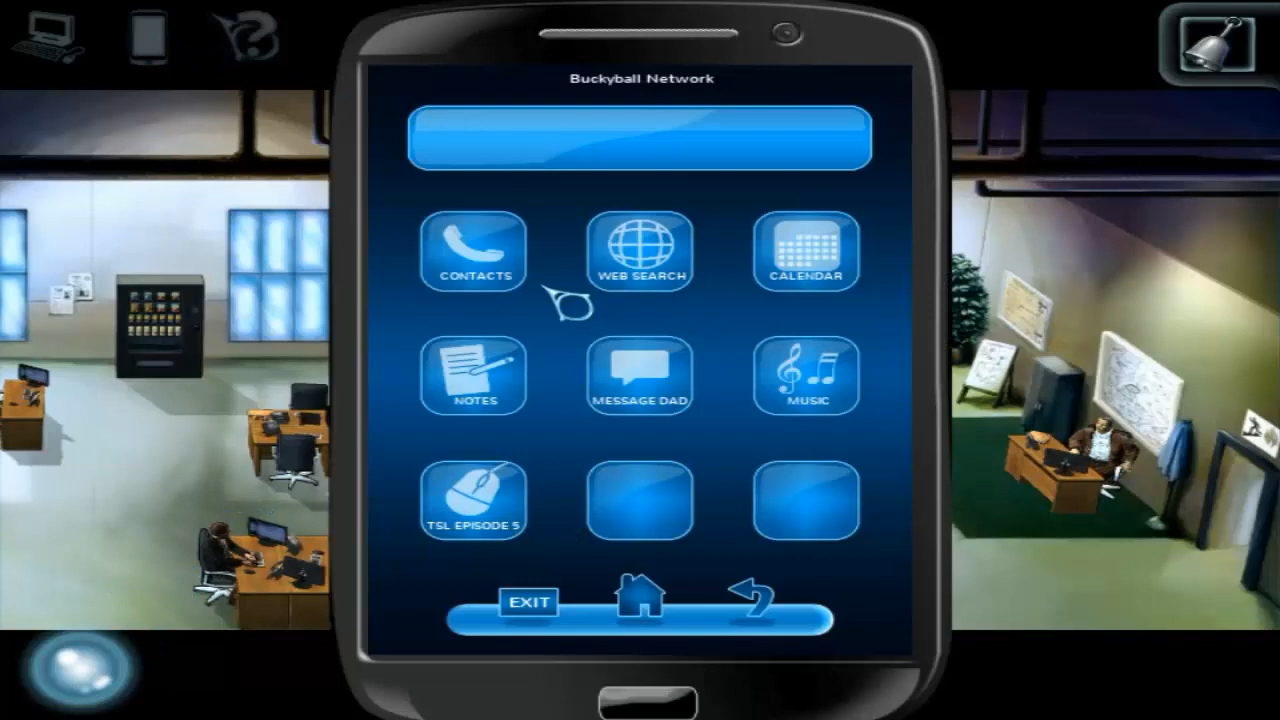 Buckyball Network
CONTACTS
WEB SEARCH
CALENDAR
NOTES
MESSAGE DAD
MUSIC
TSL EPISODE 5
EXIT